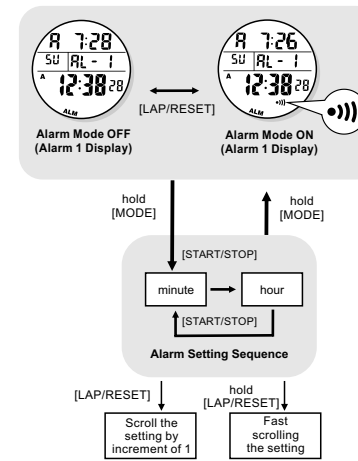 A 7:28
SU AL - 1
A 12:38 28
ALM
A 7:26
SU AL - 1
A 12:38 28
ALM
[LAP/RESET]
Alarm Mode OFF
(Alarm 1 Display)
Alarm Mode ON
(Alarm 1 Display)
hold
[MODE]
hold
[MODE]
[START/STOP]
minute
hour
[START/STOP]
Alarm Setting Sequence
[LAP/RESET]
hold
[LAP/RESET]
Scroll the
setting by
increment of 1
Fast
scrolling
the setting